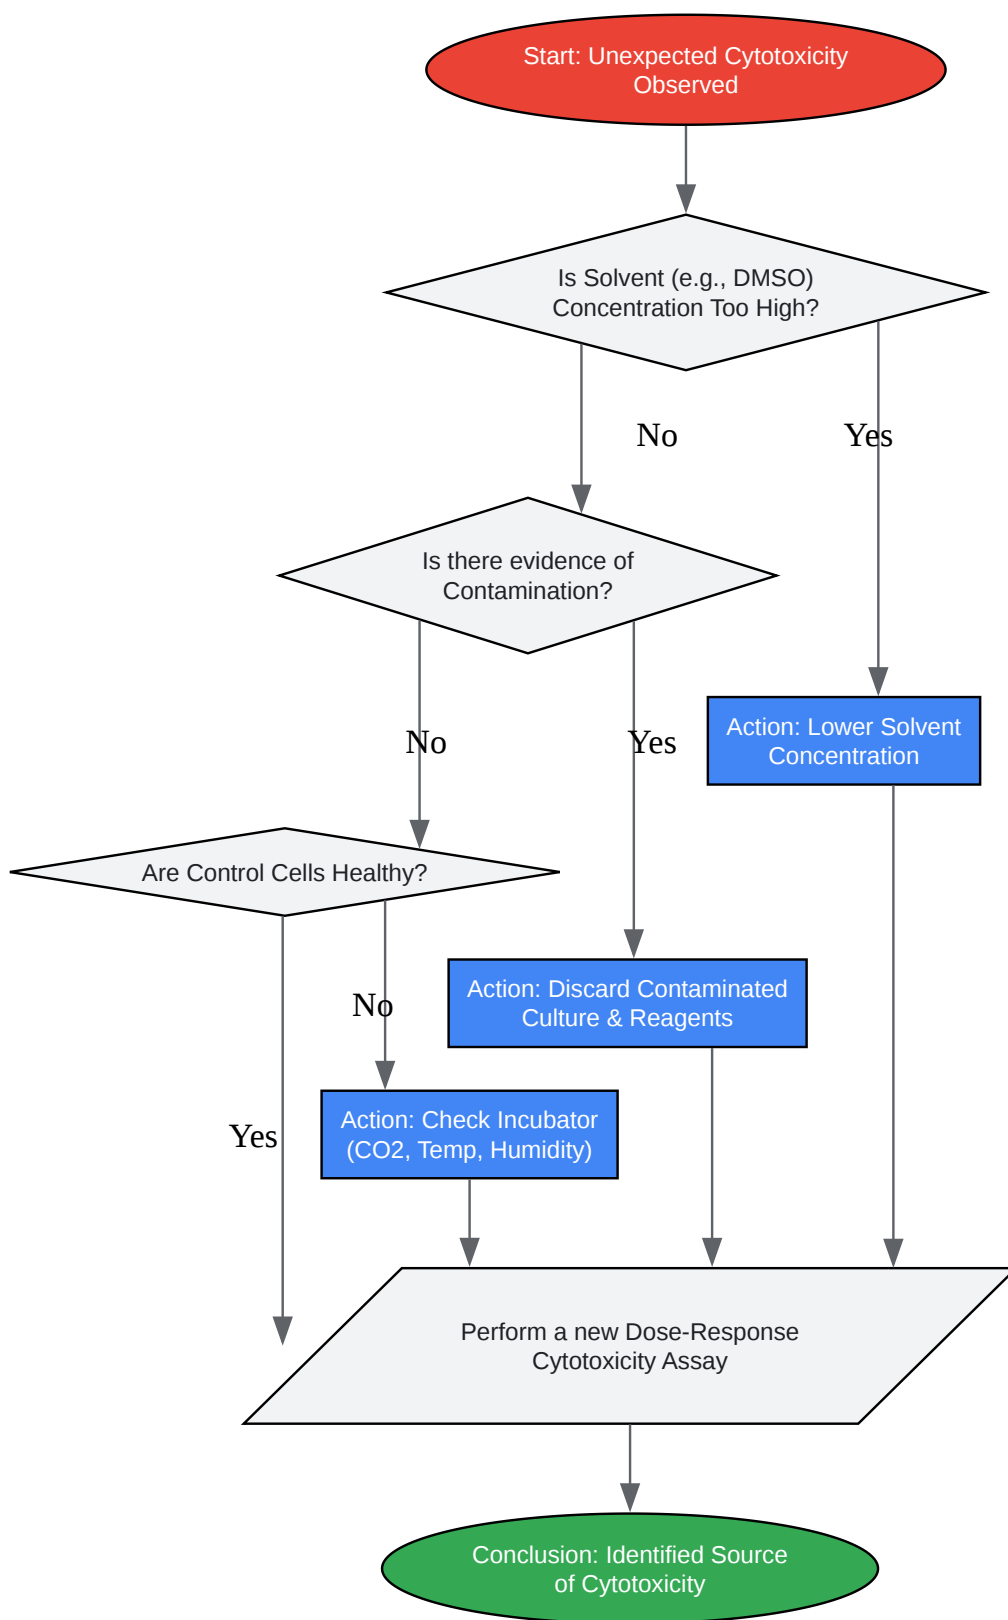 Start: Unexpected Cytotoxicity
Observed
Is Solvent (e.g., DMSO)
Concentration Too High?
No
Yes
Is there evidence of
Contamination?
Action: Lower Solvent
Concentration
No
Yes
Are Control Cells Healthy?
Action: Discard Contaminated
Culture & Reagents
No
Action: Check Incubator
(CO2, Temp, Humidity)
Yes
Perform a new Dose-Response
Cytotoxicity Assay
Conclusion: Identified Source
of Cytotoxicity